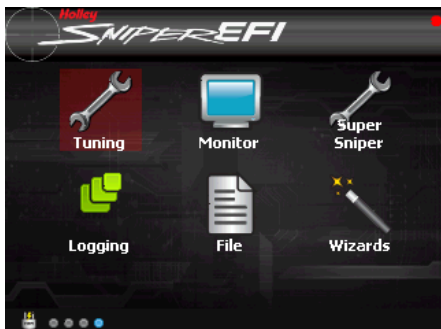 Holley
SNIPER EFI
Tuning
Monitor
Super
Sniper
Logging
File
Wizards